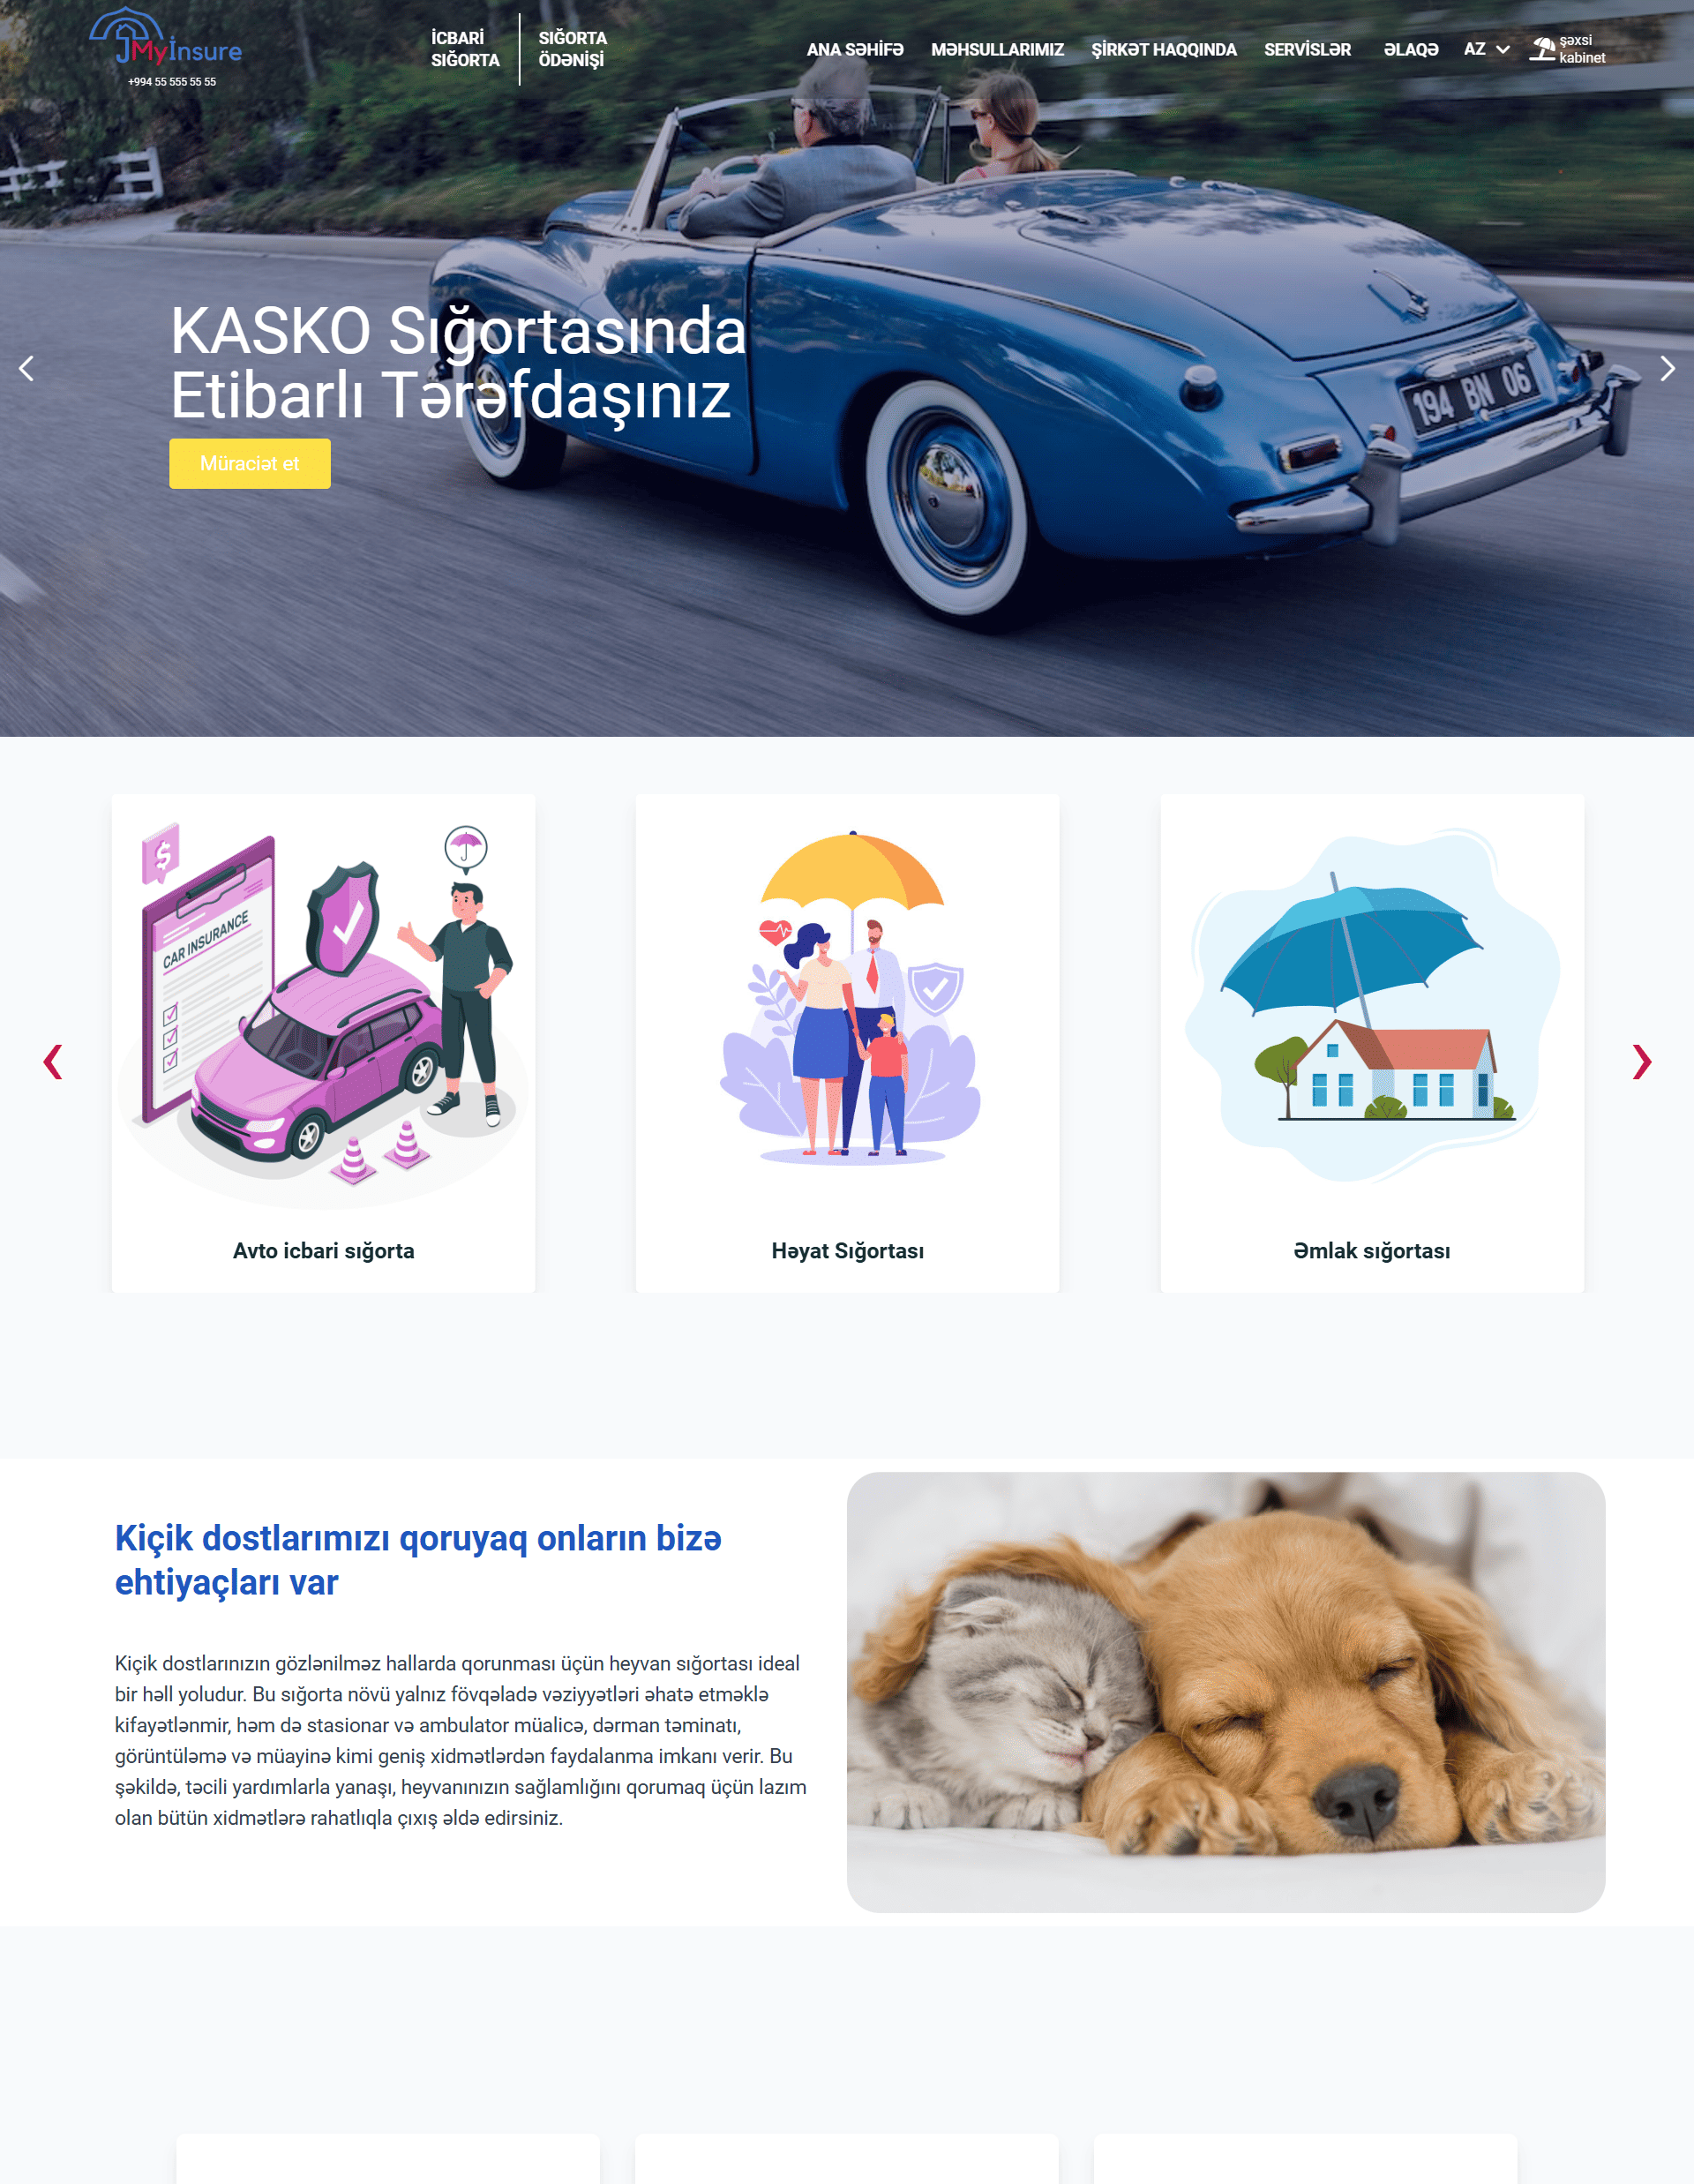 MyInsure
+994 55 555 55 55
İCBARİ
SIĞORTA
SIĞORTA
ÖDƏNİŞİ
ANA SƏHİFƏ
MƏHSULLARIMIZ
ŞİRKƏT HAQQINDA
SERVİSLƏR
ƏLAQƏ
AZ
şəxsi
kabinet
KASKO Sığortasında
Etibarlı Tərəfdaşınız
Müraciət et
194 BN 06
$
CAR INSURANCE
Avto icbari sığorta
Həyat Sığortası
Əmlak sığortası
Kiçik dostlarımızı qoruyaq onların bizə
ehtiyaçları var
Kiçik dostlarınızın gözlənilməz hallarda qorunması üçün heyvan sığortası ideal
bir həll yoludur. Bu sığorta növü yalnız fövqəladə vəziyyətləri əhatə etməklə
kifayətlənmir, həm də stasionar və ambulator müalicə, dərman təminatı,
görüntüləmə və müayinə kimi geniş xidmətlərdən faydalanma imkanı verir. Bu
şəkildə, təcili yardımlarla yanaşı, heyvanınızın sağlamlığını qorumaq üçün lazım
olan bütün xidmətlərə rahatlıqla çıxış əldə edirsiniz.